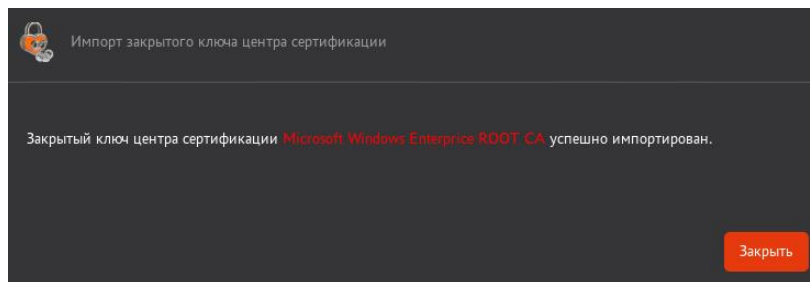 Импорт закрытого ключа центра сертификации
Закрытый ключ центра сертификации Microsoft Windows Enterprice ROOT CA успешно импортирован.
Закрыть